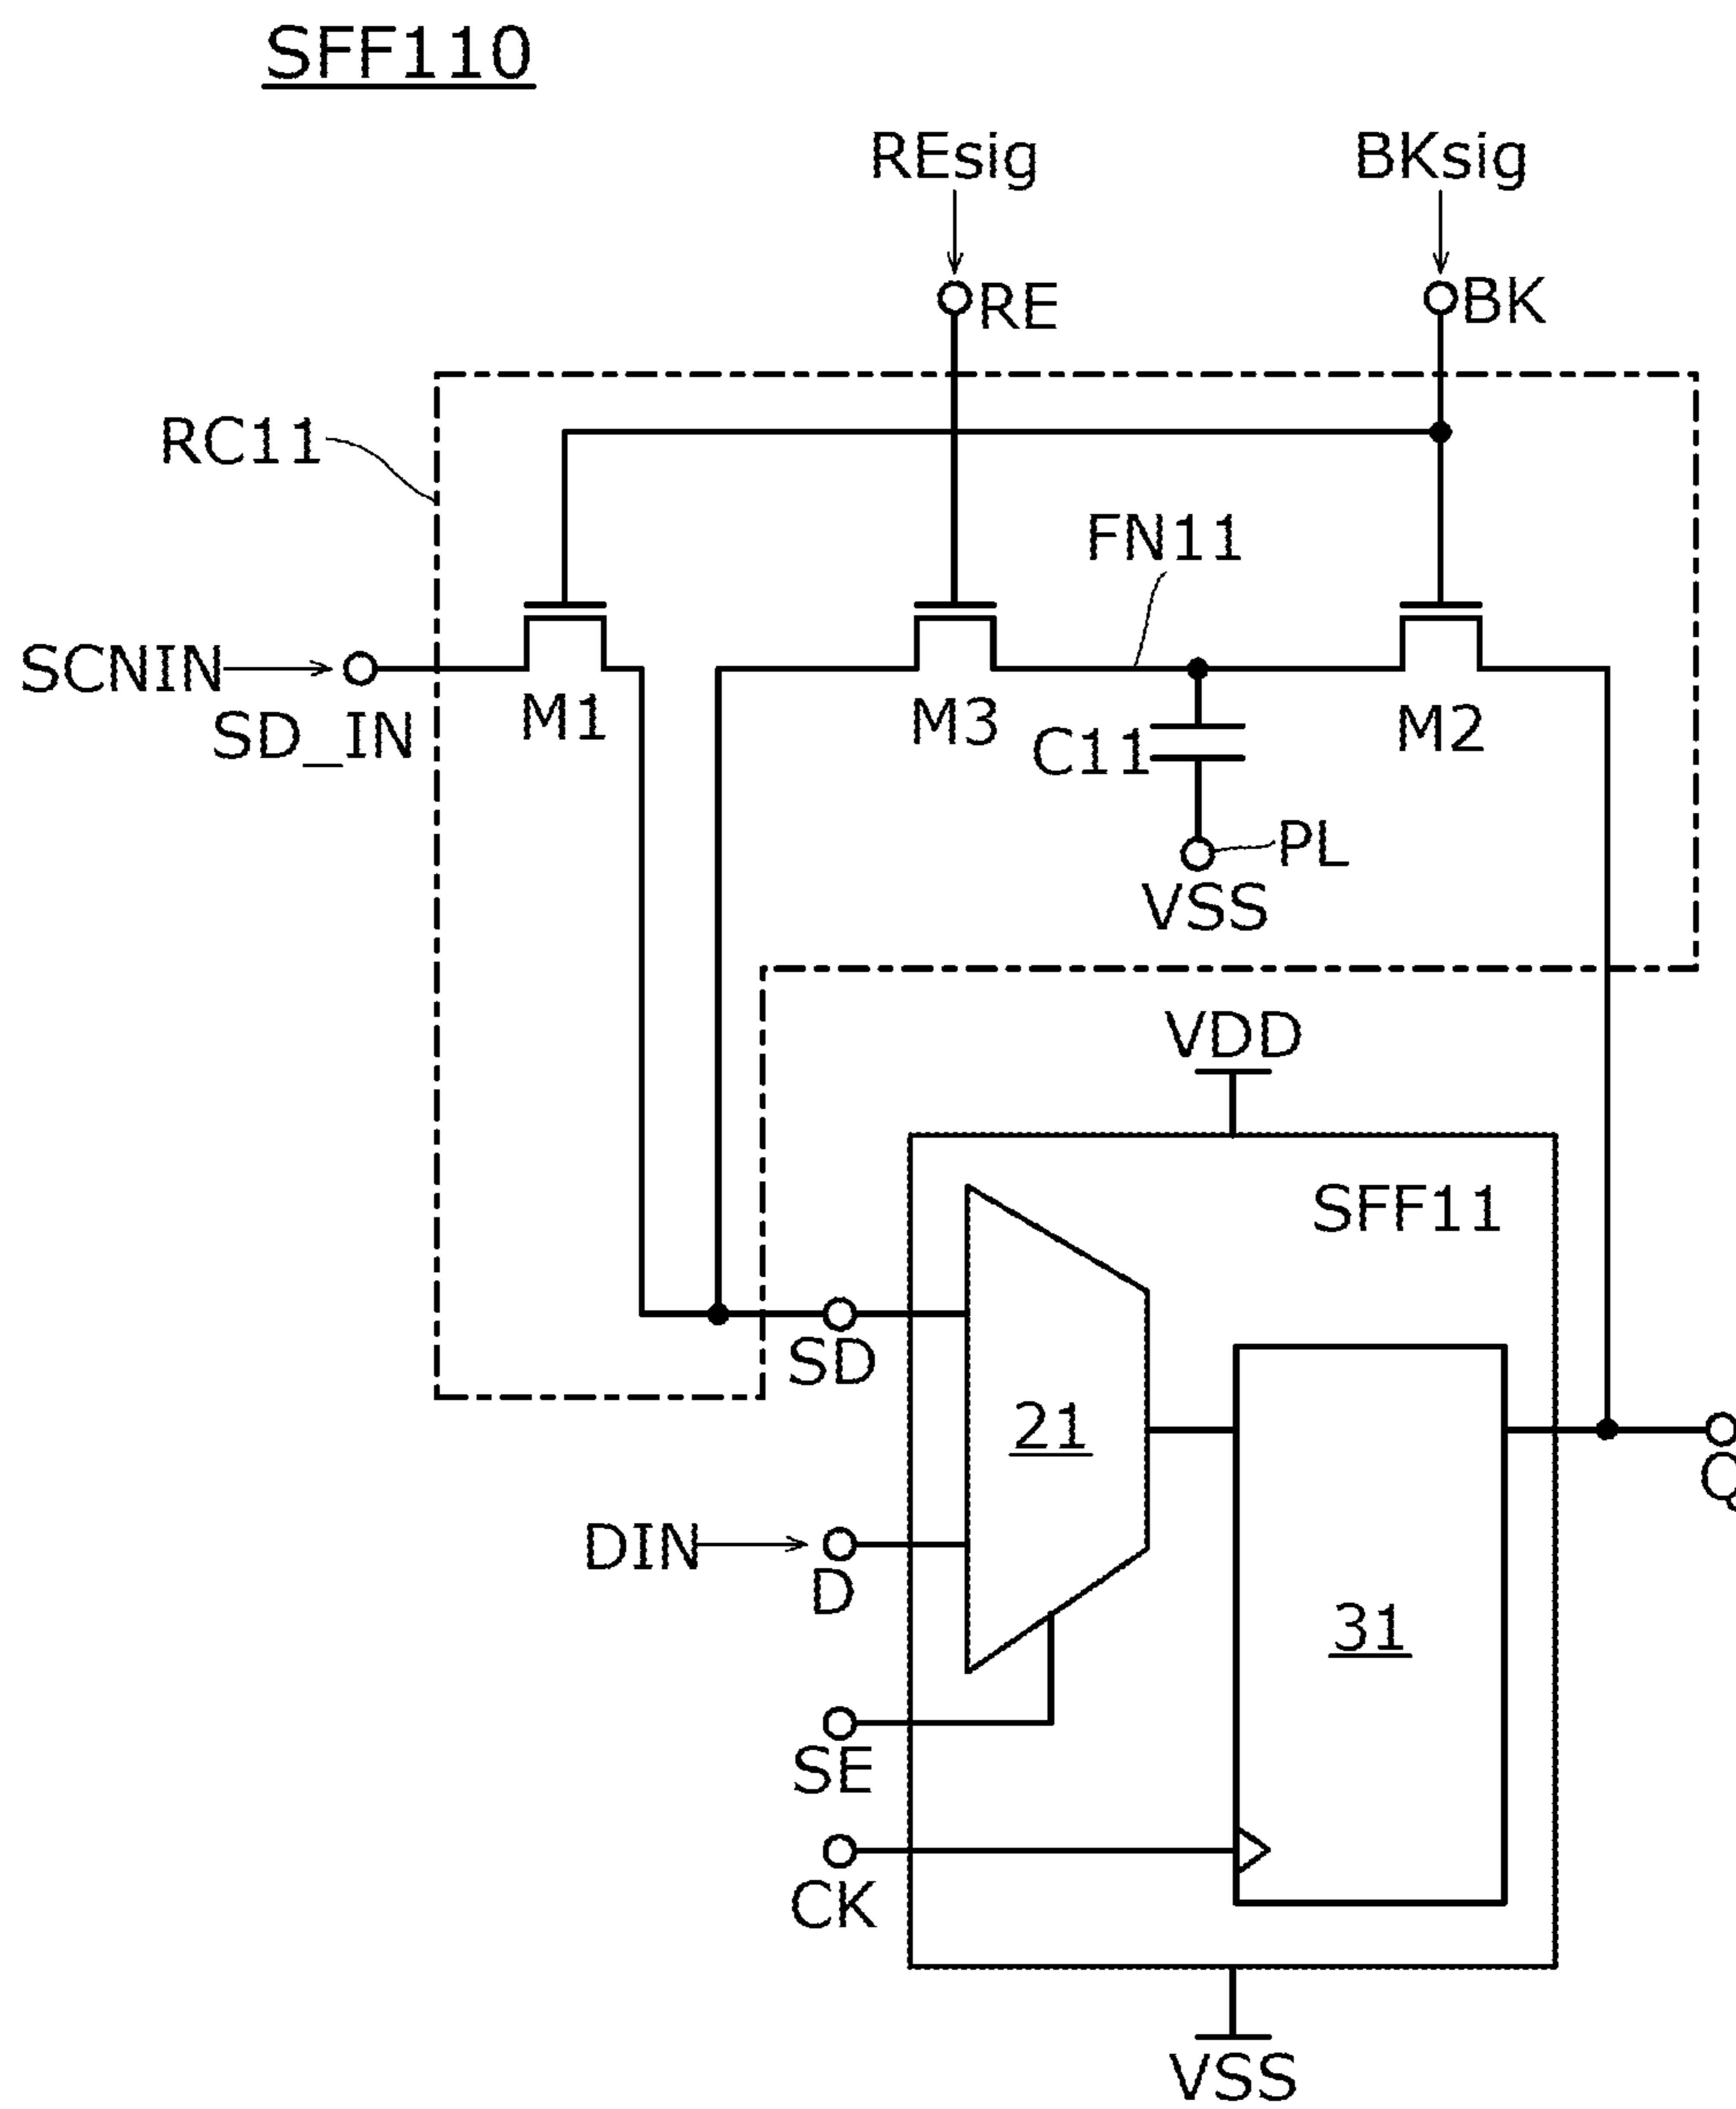 SFF110
REsig
BKsig
RE
BK
RC11
FN11
SCNIN
SD_IN
M1
M3
M2
C11
PL
VSS
VDD
SFF11
SD
21
Q
DIN
D
31
SE
CK
VSS